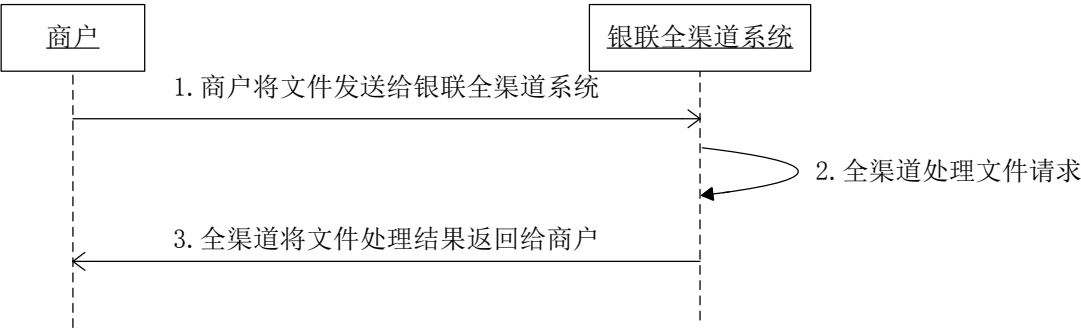 商户
银联全渠道系统
1.商户将文件发送给银联全渠道系统
2.全渠道处理文件请求
3.全渠道将文件处理结果返回给商户